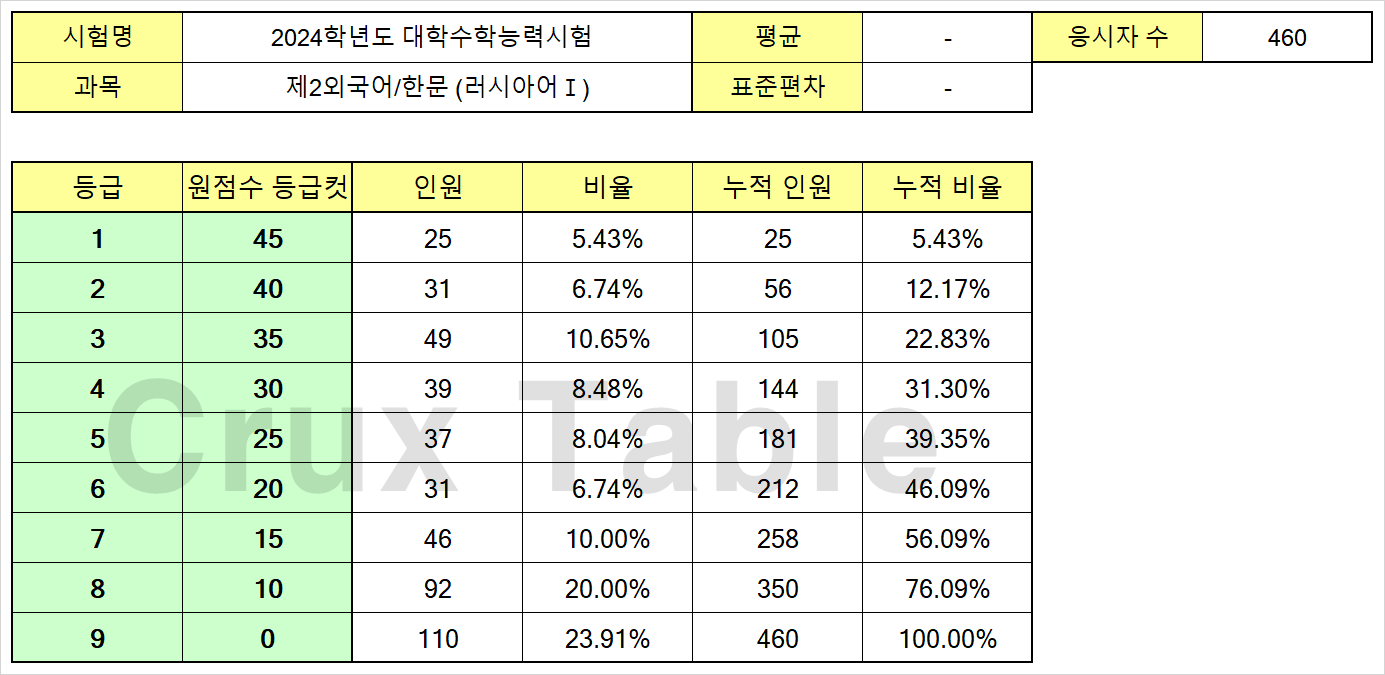 시험명 2024학년도 대학수학능력시험 평균 - 응시자 수 460
과목 제2외국어/한문 (러시아어Ⅰ) 표준편차 -
등급 원점수 등급컷 인원 비율 누적 인원 누적 비율
1 45 25 5.43% 25 5.43%
2 40 31 6.74% 56 12.17%
3 35 49 10.65% 105 22.83%
4 30 39 8.48% 144 31.30%
5 25 37 8.04% 181 39.35%
6 20 31 6.74% 212 46.09%
7 15 46 10.00% 258 56.09%
8 10 92 20.00% 350 76.09%
9 0 110 23.91% 460 100.00%
Crux Table